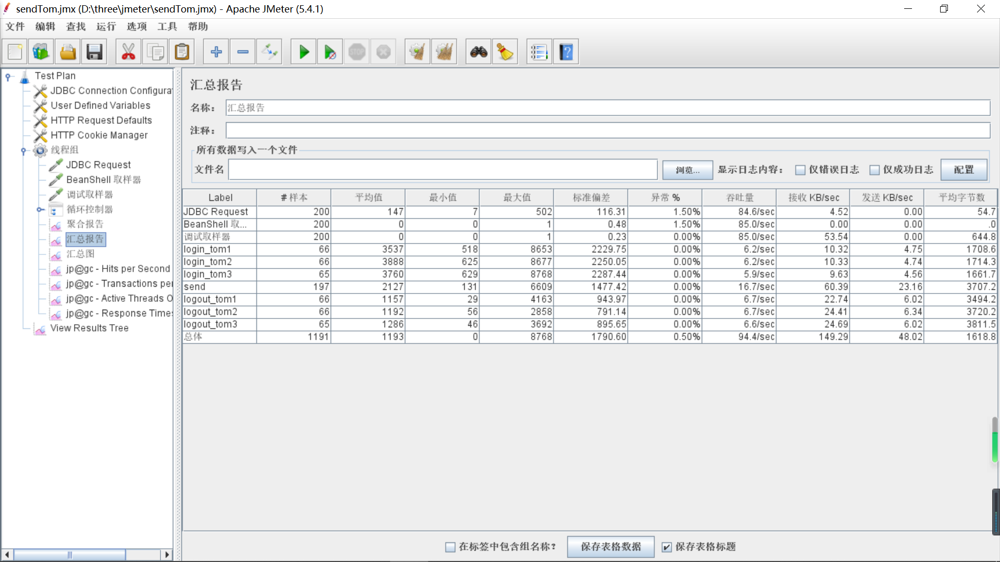 sendTom.jmx (D:\three\jmeter\sendTom.jmx) - Apache JMeter (5.4.1)
文件 编辑 查找 运行 选项 工具 帮助
STOP
?
Test Plan
JDBC Connection Configurat
User Defined Variables
HTTP Request Defaults
HTTP Cookie Manager
线程组
JDBC Request
BeanShell 取样器
调试取样器
循环控制器
聚合报告
汇总报告
汇总图
jp@gc - Hits per Second
jp@gc - Transactions per
jp@gc - Active Threads O
jp@gc - Response Times
View Results Tree
汇总报告
名称： 汇总报告
注释：
所有数据写入一个文件
文件名 浏览... 显示日志内容： 仅错误日志 仅成功日志 配置
Label # 样本 平均值 最小值 最大值 标准偏差 异常 % 吞吐量 接收 KB/sec 发送 KB/sec 平均字节数
JDBC Request 200 147 7 502 116.31 1.50% 84.6/sec 4.52 0.00 54.7
BeanShell 取... 200 0 0 1 0.48 1.50% 85.0/sec 0.00 0.00 .0
调试取样器 200 0 0 1 0.23 0.00% 85.0/sec 53.54 0.00 644.8
login_tom1 66 3537 518 8653 2229.75 0.00% 6.2/sec 10.32 4.75 1708.6
login_tom2 66 3888 625 8677 2250.05 0.00% 6.2/sec 10.33 4.74 1714.3
login_tom3 65 3760 629 8768 2287.44 0.00% 5.9/sec 9.63 4.56 1661.7
send 197 2127 131 6609 1477.42 0.00% 16.7/sec 60.39 23.16 3707.2
logout_tom1 66 1157 29 4163 943.97 0.00% 6.7/sec 22.74 6.02 3494.2
logout_tom2 66 1192 56 2858 791.14 0.00% 6.7/sec 24.41 6.34 3720.2
logout_tom3 65 1286 46 3692 895.65 0.00% 6.6/sec 24.69 6.02 3811.5
总体 1191 1193 0 8768 1790.60 0.50% 94.4/sec 149.29 48.02 1618.8
在标签中包含组名称？ 保存表格数据 保存表格标题